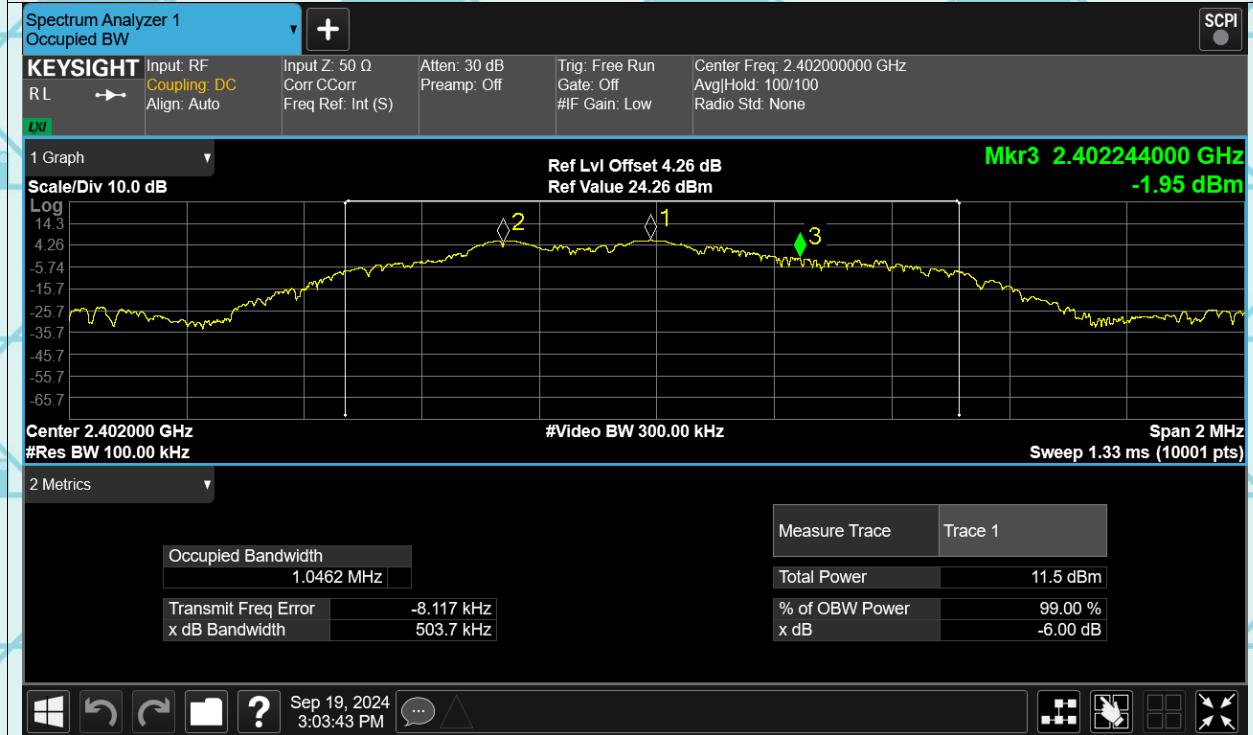 Spectrum Analyzer 1
Occupied BW
SCPI
KEYSIGHT
R L
LXI
Input: RF
Coupling: DC
Align: Auto
Input Z: 50 Ω
Corr CCorr
Freq Ref: Int (S)
Atten: 30 dB
Preamp: Off
Trig: Free Run
Gate: Off
#IF Gain: Low
Center Freq: 2.402000000 GHz
Avg|Hold: 100/100
Radio Std: None
1 Graph
Scale/Div 10.0 dB
Ref Lvl Offset 4.26 dB
Ref Value 24.26 dBm
Mkr3 2.402244000 GHz
-1.95 dBm
Log
14.3
4.26
-5.74
-15.7
-25.7
-35.7
-45.7
-55.7
-65.7
2
1
3
Center 2.402000 GHz
#Res BW 100.00 kHz
#Video BW 300.00 kHz
Span 2 MHz
Sweep 1.33 ms (10001 pts)
2 Metrics
Occupied Bandwidth
1.0462 MHz
Transmit Freq Error -8.117 kHz
x dB Bandwidth 503.7 kHz
Measure Trace Trace 1
Total Power 11.5 dBm
% of OBW Power 99.00 %
x dB -6.00 dB
?
Sep 19, 2024
3:03:43 PM